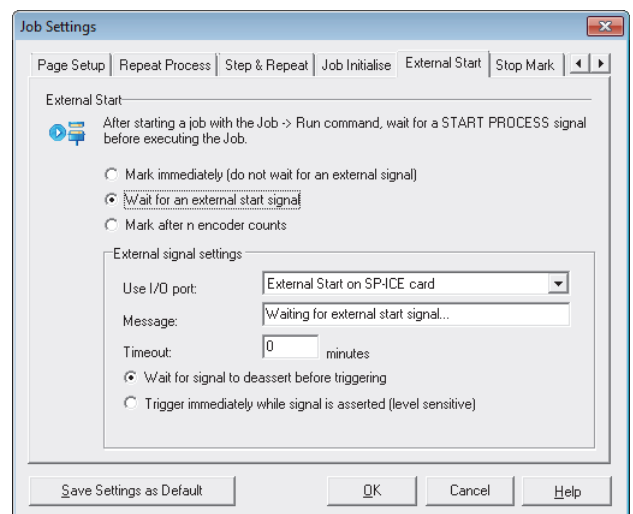 Job Settings
Page Setup Repeat Process Step & Repeat Job Initialise External Start Stop Mark
External Start
After starting a job with the Job -> Run command, wait for a START PROCESS signal
before executing the Job.
Mark immediately (do not wait for an external signal)
Wait for an external start signal
Mark after n encoder counts
External signal settings
Use I/O port: External Start on SP-ICE card
Message: Waiting for external start signal...
Timeout: 0 minutes
Wait for signal to deassert before triggering
Trigger immediately while signal is asserted (level sensitive)
Save Settings as Default OK Cancel Help